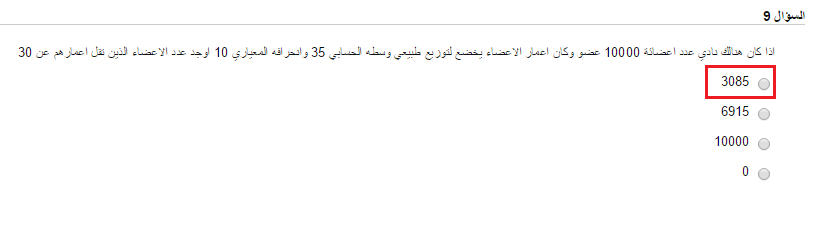 السؤال 9
اذا كان هنالك نادي عدد اعضائة 10000 عضو وكان اعمار الاعضاء يخضع لتوزيع طبيعي وسطه الحسابي 35 وانحرافه المعياري 10 اوجد عدد الاعضاء الذين تقل اعمارهم عن 30
3085
6915
10000
0